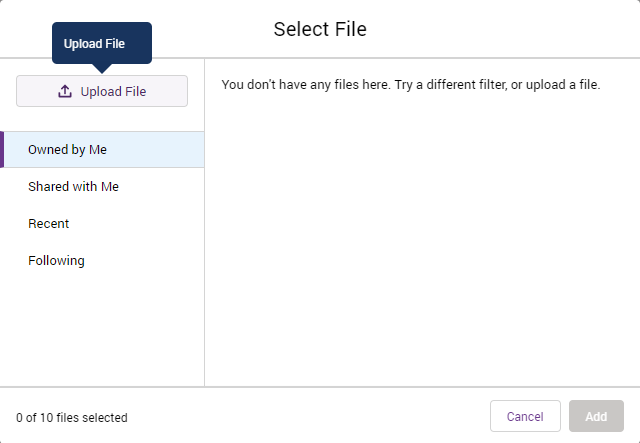 Select File
Upload File
Upload File
You don't have any files here. Try a different filter, or upload a file.
Owned by Me
Shared with Me
Recent
Following
0 of 10 files selected
Cancel
Add